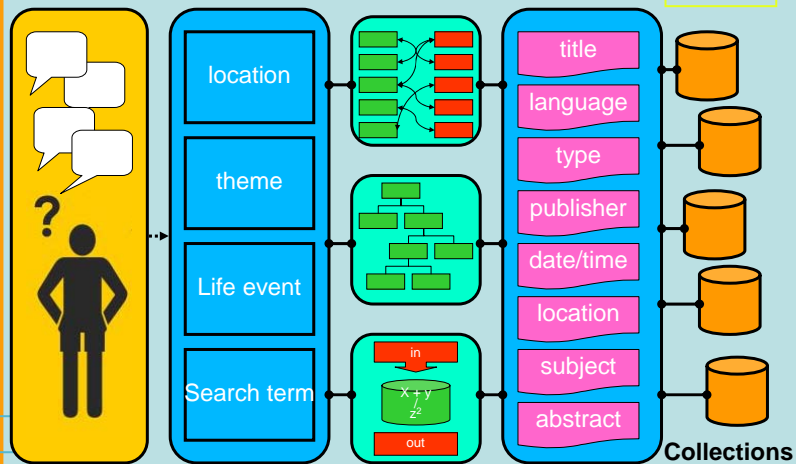 ?
location
theme
Life event
Search term
in
X + y
/
z²
out
title
language
type
publisher
date/time
location
subject
abstract
Collections